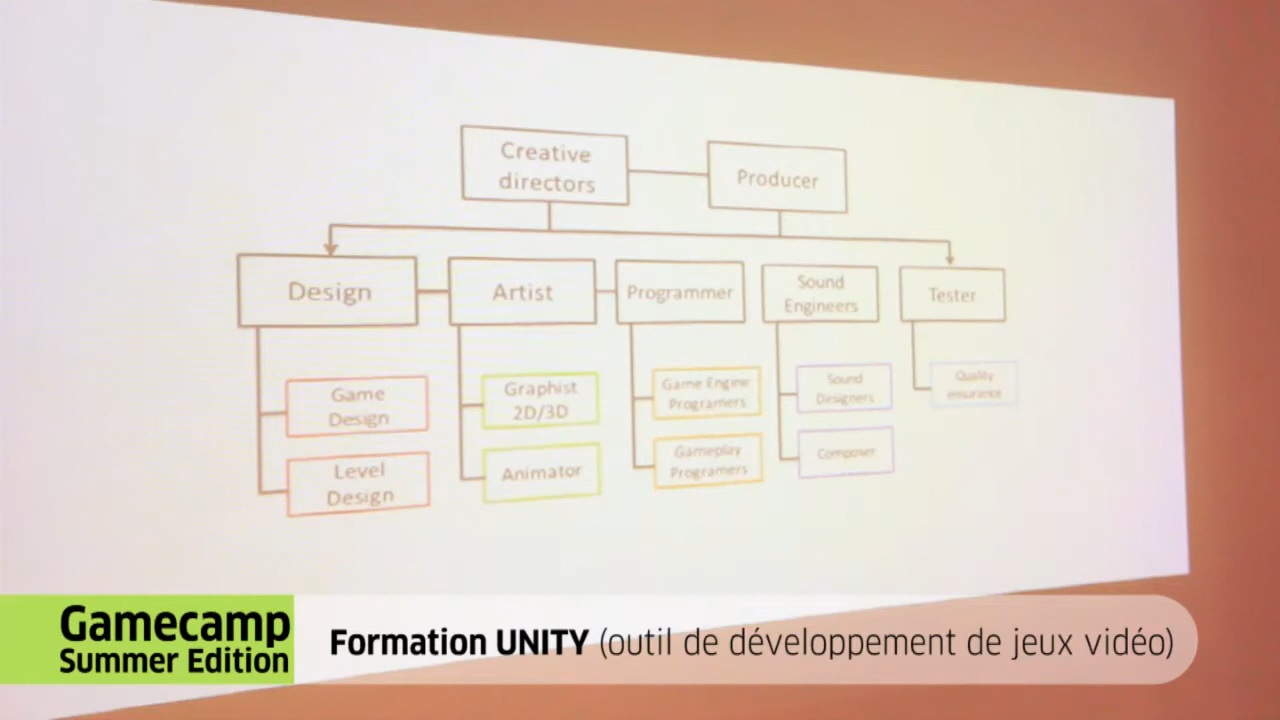 Creative
directors
Producer
Design
Artist
Programmer
Sound
Engineers
Tester
Game
Design
Graphist
2D/3D
Game Engine
Programers
Sound
Designers
Quality
ensurance
Level
Design
Animator
Gameplay
Programers
Composer
Gamecamp
Summer Edition
Formation UNITY (outil de développement de jeux vidéo)